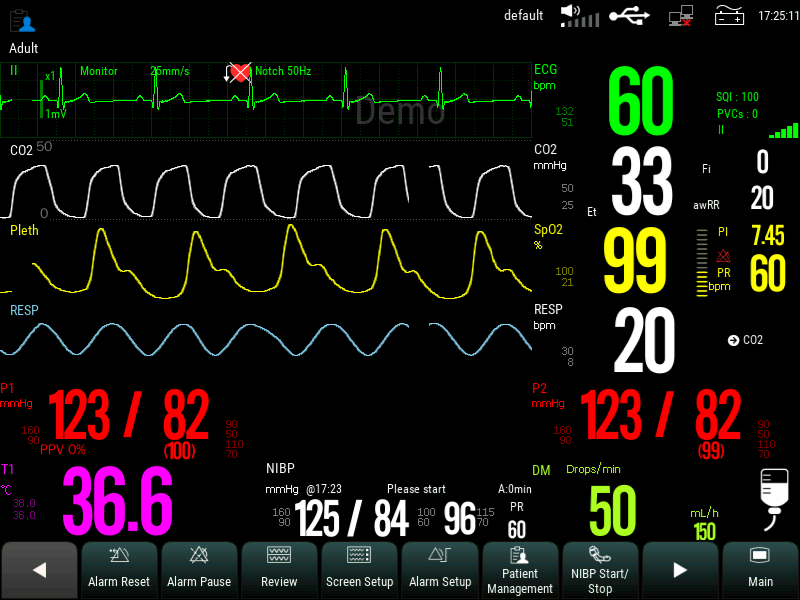 default
17:25:11
Adult
II x1 Monitor 25mm/s Notch 50Hz
1mV
Demo
ECG
bpm
132
51
60
SQI : 100
PVCs : 0
II
CO2 50
0
CO2
mmHg
50
25
Et 33
Fi 0
awRR 20
Pleth
SpO2
%
100
21
99
PI 7.45
PR
bpm
60
RESP
RESP
bpm
30
8
20
CO2
P1
mmHg
160
90
123 / 82
(100)
90
50
110
70
PPV 0%
P2
mmHg
160
90
123 / 82
(99)
90
50
110
70
T1
°C
38.0
36.0
36.6
NIBP
mmHg @17:23 Please start A:0min
160
90
125 / 84
100
60
96
115
70
PR
60
DM Drops/min
50
mL/h
150
Alarm Reset
Alarm Pause
Review
Screen Setup
Alarm Setup
Patient
Management
NIBP Start/
Stop
Main